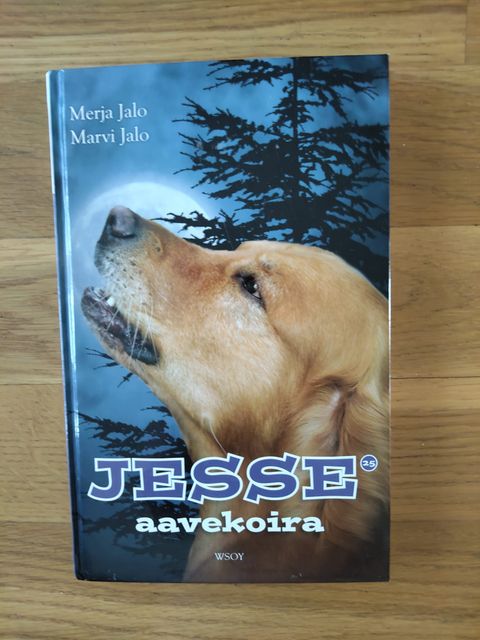 Merja Jalo
Marvi Jalo
JESSE 25
aavekoira
WSOY